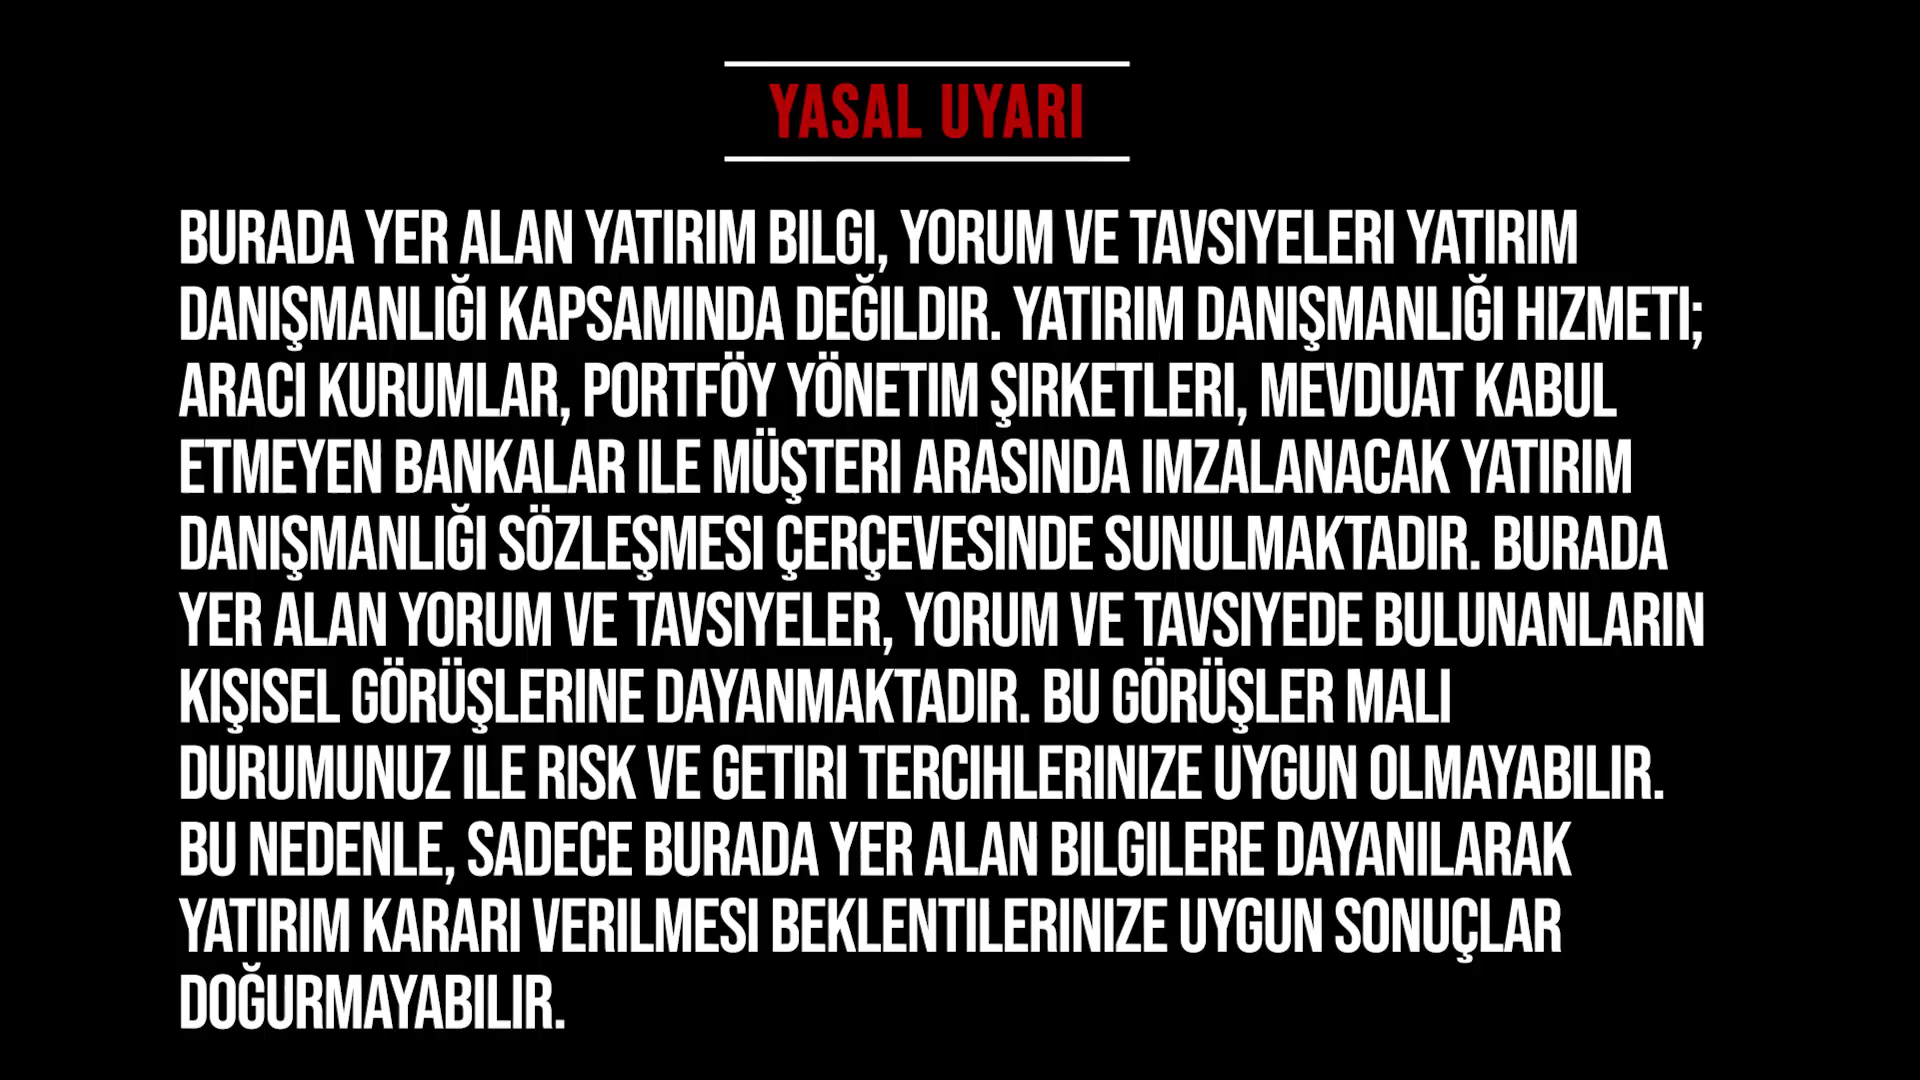 YASAL UYARI
BURADA YER ALAN YATIRIM BILGI, YORUM VE TAVSIYELERI YATIRIM
DANIŞMANLIĞI KAPSAMINDA DEĞILDIR. YATIRIM DANIŞMANLIĞI HIZMETI;
ARACI KURUMLAR, PORTFÖY YÖNETIM ŞIRKETLERI, MEVDUAT KABUL
ETMEYEN BANKALAR ILE MÜŞTERI ARASINDA IMZALANACAK YATIRIM
DANIŞMANLIĞI SÖZLEŞMESI ÇERÇEVESINDE SUNULMAKTADIR. BURADA
YER ALAN YORUM VE TAVSIYELER, YORUM VE TAVSIYEDE BULUNANLARIN
KIŞISEL GÖRÜŞLERINE DAYANMAKTADIR. BU GÖRÜŞLER MALI
DURUMUNUZ ILE RISK VE GETIRI TERCIHLERINIZE UYGUN OLMAYABILIR.
BU NEDENLE, SADECE BURADA YER ALAN BILGILERE DAYANILARAK
YATIRIM KARARI VERILMESI BEKLENTILERINIZE UYGUN SONUÇLAR
DOĞURMAYABILIR.